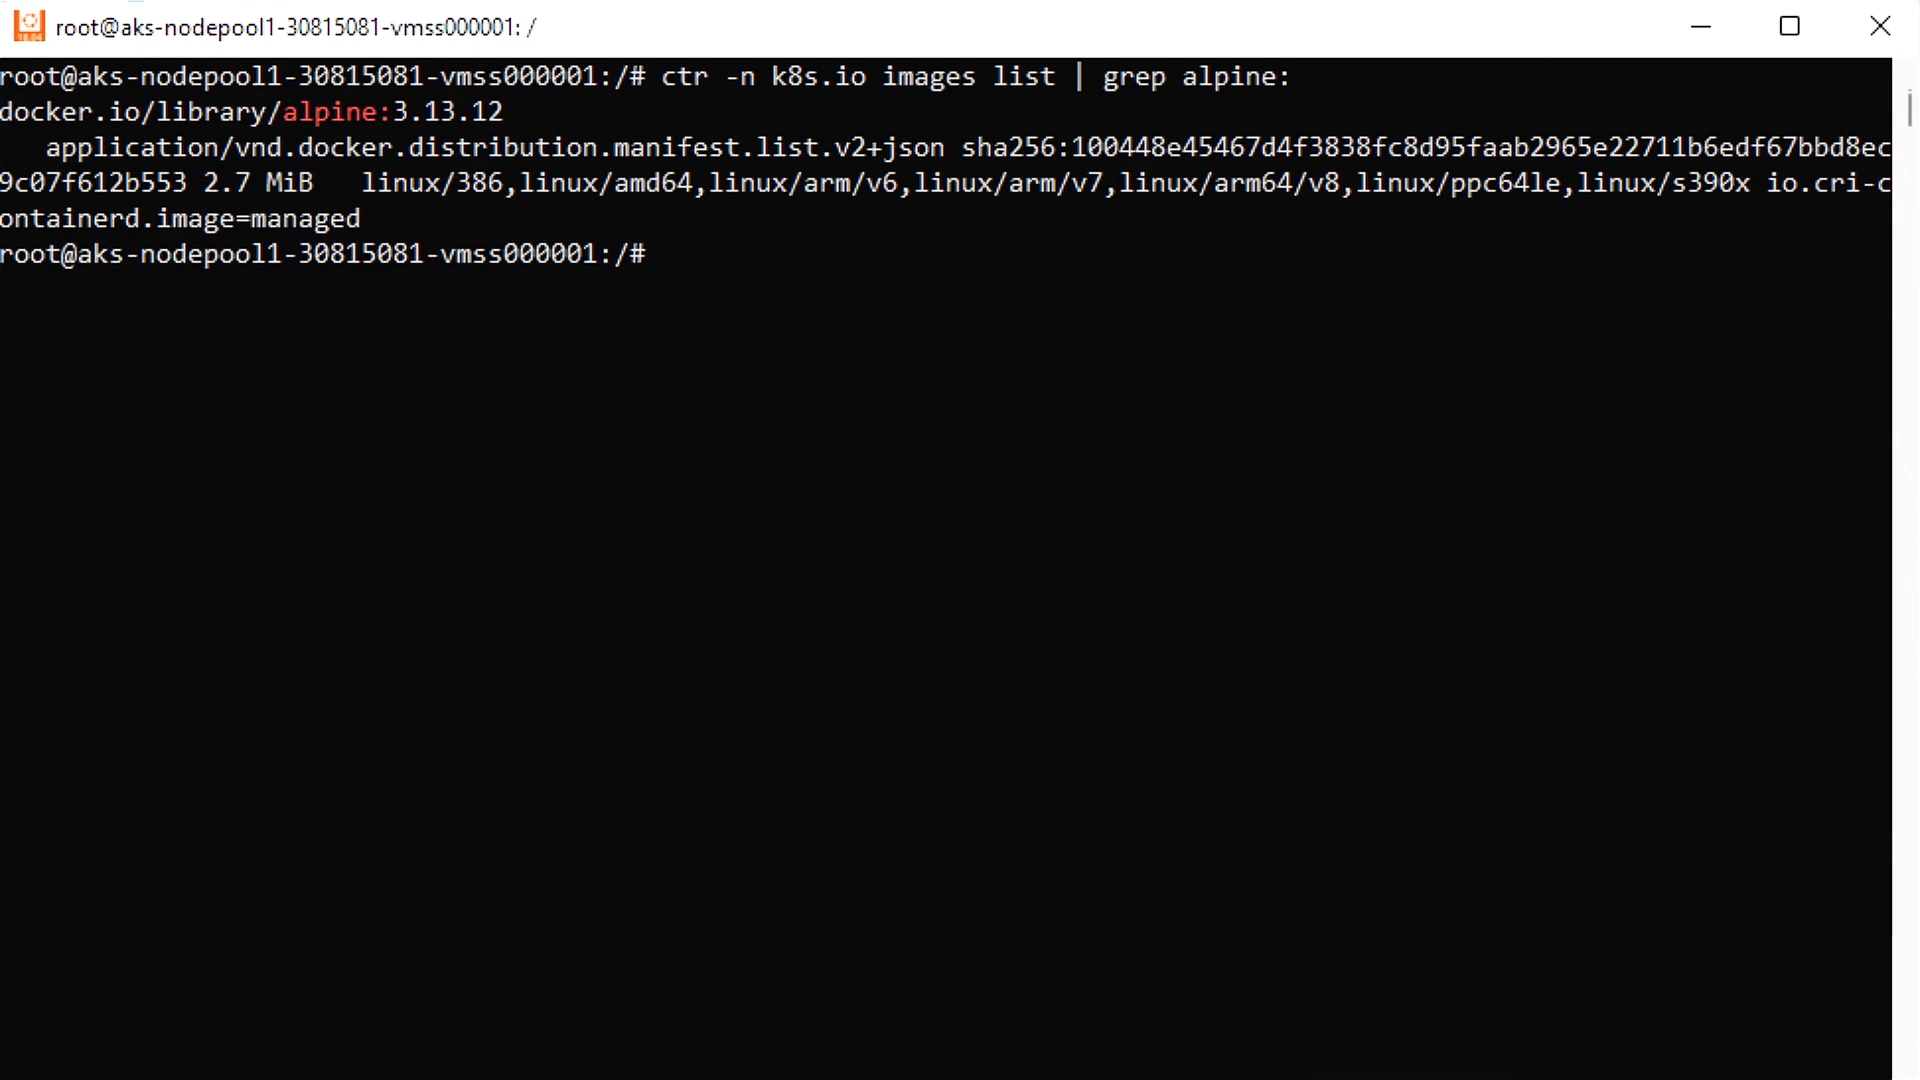 root@aks-nodepool1-30815081-vmss000001: /
root@aks-nodepool1-30815081-vmss000001:/# ctr -n k8s.io images list | grep alpine:
docker.io/library/alpine:3.13.12
application/vnd.docker.distribution.manifest.list.v2+json sha256:100448e45467d4f3838fc8d95faab2965e22711b6edf67bbd8ec
9c07f612b553 2.7 MiB   linux/386,linux/amd64,linux/arm/v6,linux/arm/v7,linux/arm64/v8,linux/ppc64le,linux/s390x io.cri-c
ontainerd.image=managed
root@aks-nodepool1-30815081-vmss000001:/#